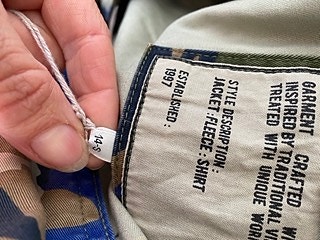 GARMENT CRAFTED
INSPIRED BY TRADITIONAL
TREATED WITH UNIQUE
STYLE DESCRIPTION :
JACKET / FLEECE / SHIRT
ESTABLISHED :
1997